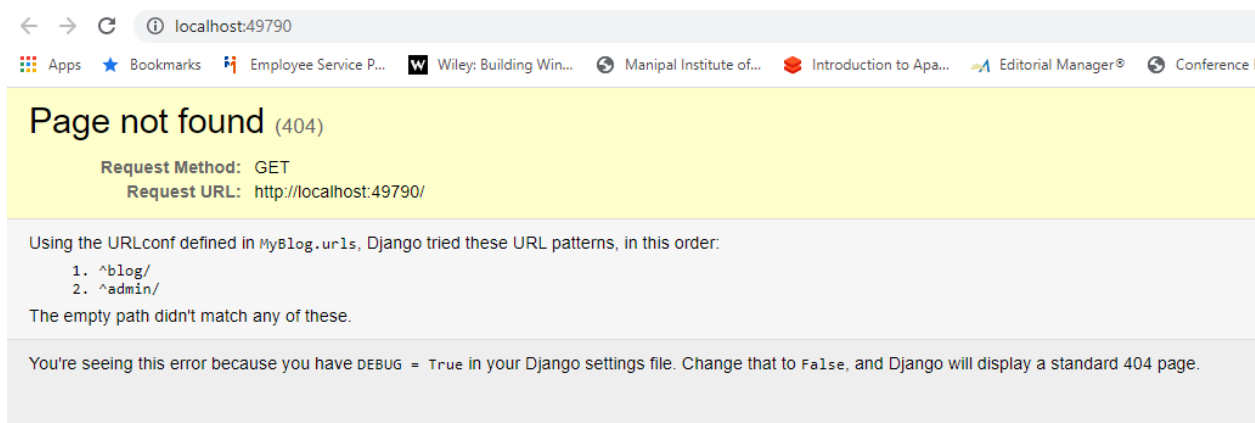 localhost:49790
Apps Bookmarks Employee Service P... Wiley: Building Win... Manipal Institute of... Introduction to Apa... Editorial Manager® Conference
Page not found (404)
Request Method: GET
Request URL: http://localhost:49790/
Using the URLconf defined in MyBlog.urls, Django tried these URL patterns, in this order:
1. ^blog/
2. ^admin/
The empty path didn't match any of these.
You're seeing this error because you have DEBUG = True in your Django settings file. Change that to False, and Django will display a standard 404 page.